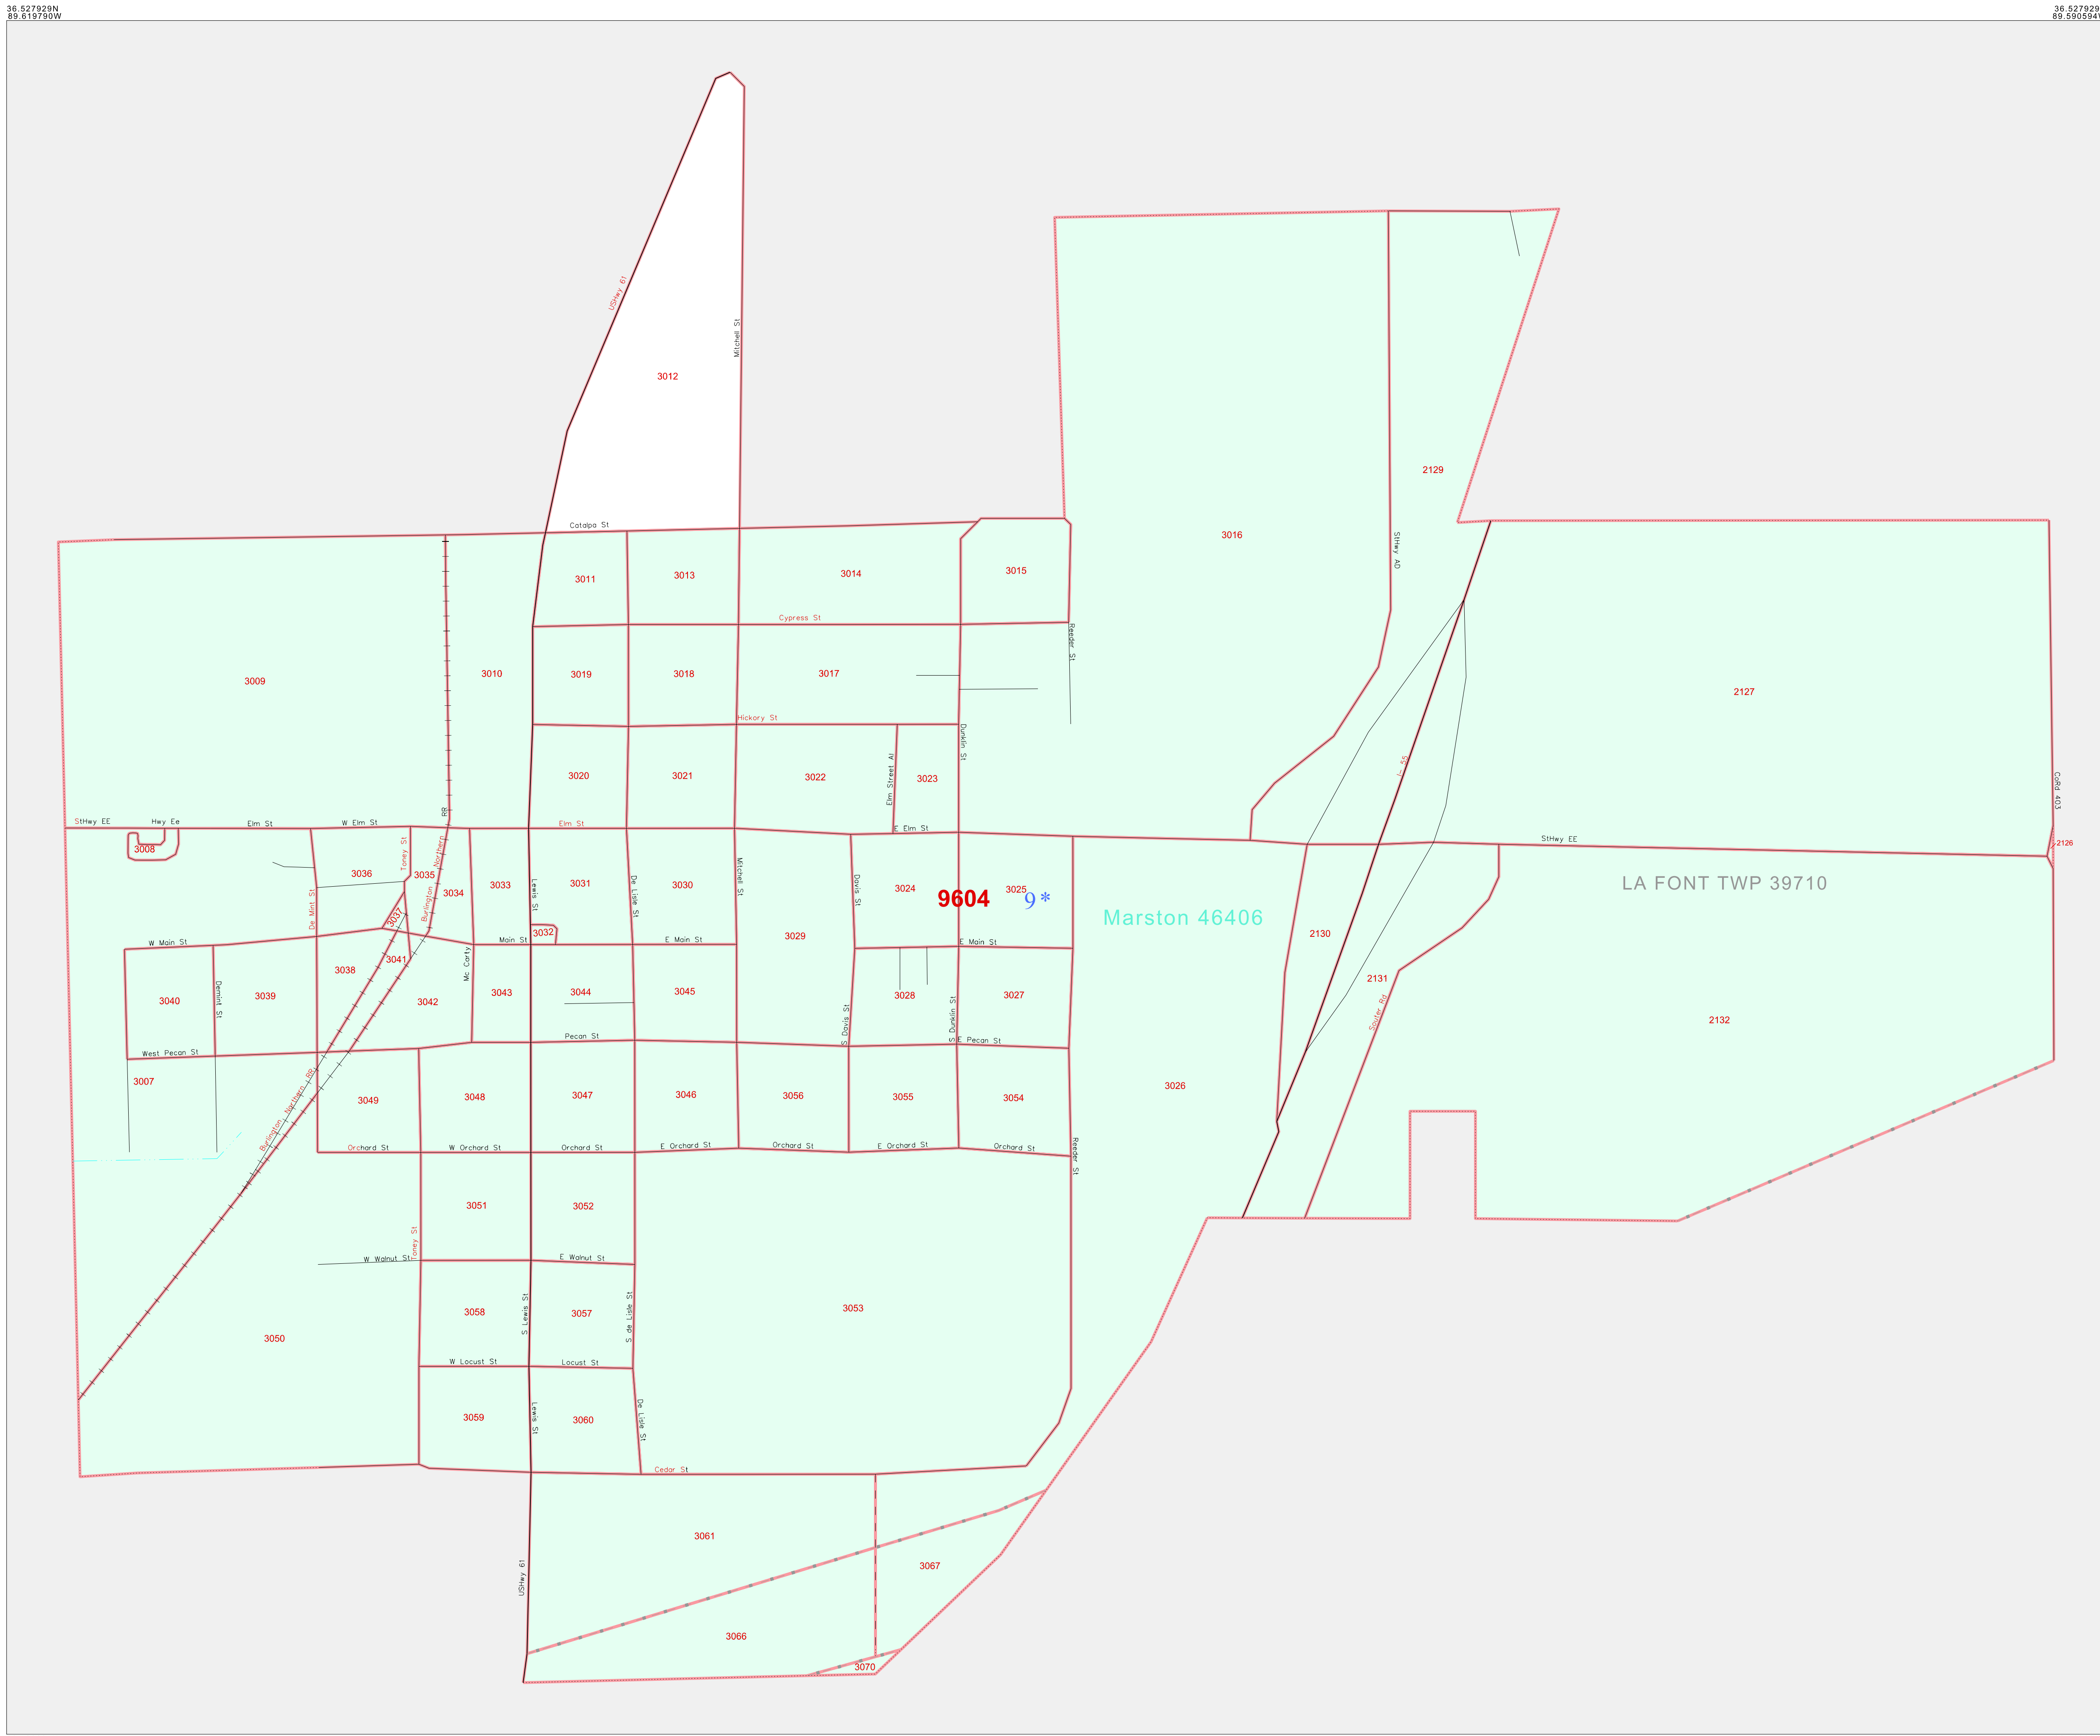 36.527929N
89.619790W
36.527929
89.590594W
USHwy 61
Mitchell St
3012
2129
Catalpa St
3016
StHwy AD
3011
3013
3014
3015
Cypress St
Reeder St
3009
3010
3019
3018
3017
2127
Hickory St
Dunklin St
I- 55
3020
3021
3022
Elm Street Al
3023
CoRd 403
RR
StHwy EE
Hwy Ee
Elm St
W Elm St
Elm St
E Elm St
StHwy EE
2126
3008
3036
Toney St
3035
Burlington Northern
3034
3033
Lewis St
3031
De Lisle St
3030
Mitchell St
Davis St
3024
9604
3025
9*
LA FONT TWP 39710
Marston 46406
De Mint St
3037
3032
3029
2130
W Main St
Main St
E Main St
E Main St
Mc Carty
3041
3038
2131
3040
Demint St
3039
3042
3043
3044
3045
3028
S Dunklin St
3027
Souter Rd
2132
S Davis St
Pecan St
E Pecan St
West Pecan St
3007
Burlington Northern RR
3049
3048
3047
3046
3056
3055
3054
3026
Orchard St
W Orchard St
Orchard St
E Orchard St
Orchard St
E Orchard St
Orchard St
Reeder St
3051
3052
Toney St
W Walnut St
E Walnut St
3050
3058
S Lewis St
3057
S de Lisle St
3053
W Locust St
Locust St
3059
Lewis St
3060
De Lisle St
Cedar St
3061
USHwy 61
3067
3066
3070